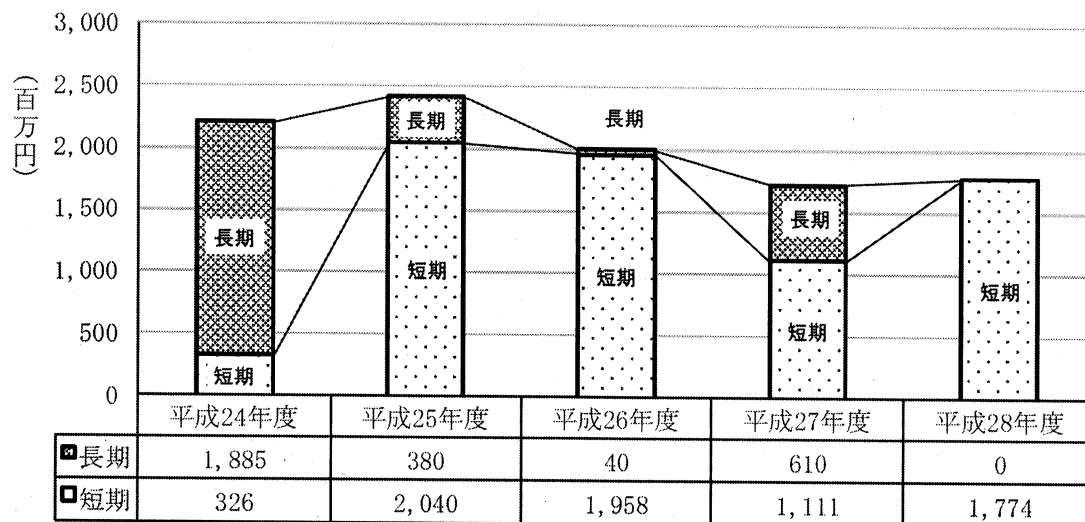 (百万円)
3,000
2,500
2,000
1,500
1,000
500
0
長期
短期
長期
短期
長期
短期
長期
短期
短期
平成24年度 平成25年度 平成26年度 平成27年度 平成28年度
長期 1,885 380 40 610 0
短期 326 2,040 1,958 1,111 1,774